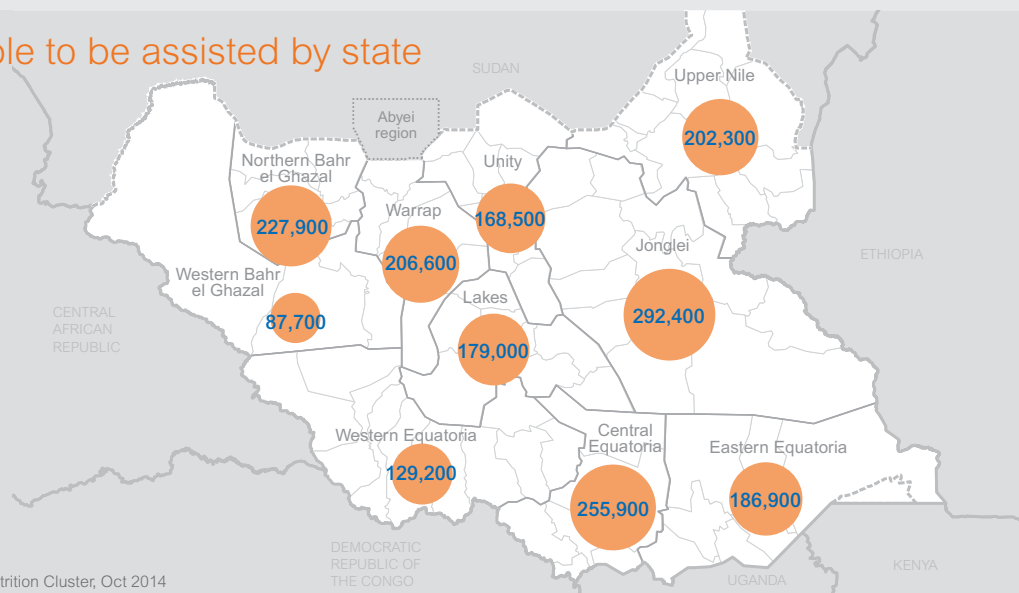 to be assisted by state
SUDAN
Upper Nile
202,300
Abyei
region
Northern Bahr
el Ghazal
227,900
Unity
168,500
Warrap
206,600
Jonglei
292,400
ETHIOPIA
Western Bahr
el Ghazal
87,700
Lakes
179,000
CENTRAL
AFRICAN
REPUBLIC
Western Equatoria
129,200
Central
Equatoria
255,900
Eastern Equatoria
186,900
DEMOCRATIC
REPUBLIC OF
THE CONGO
UGANDA
KENYA
trition Cluster, Oct 2014